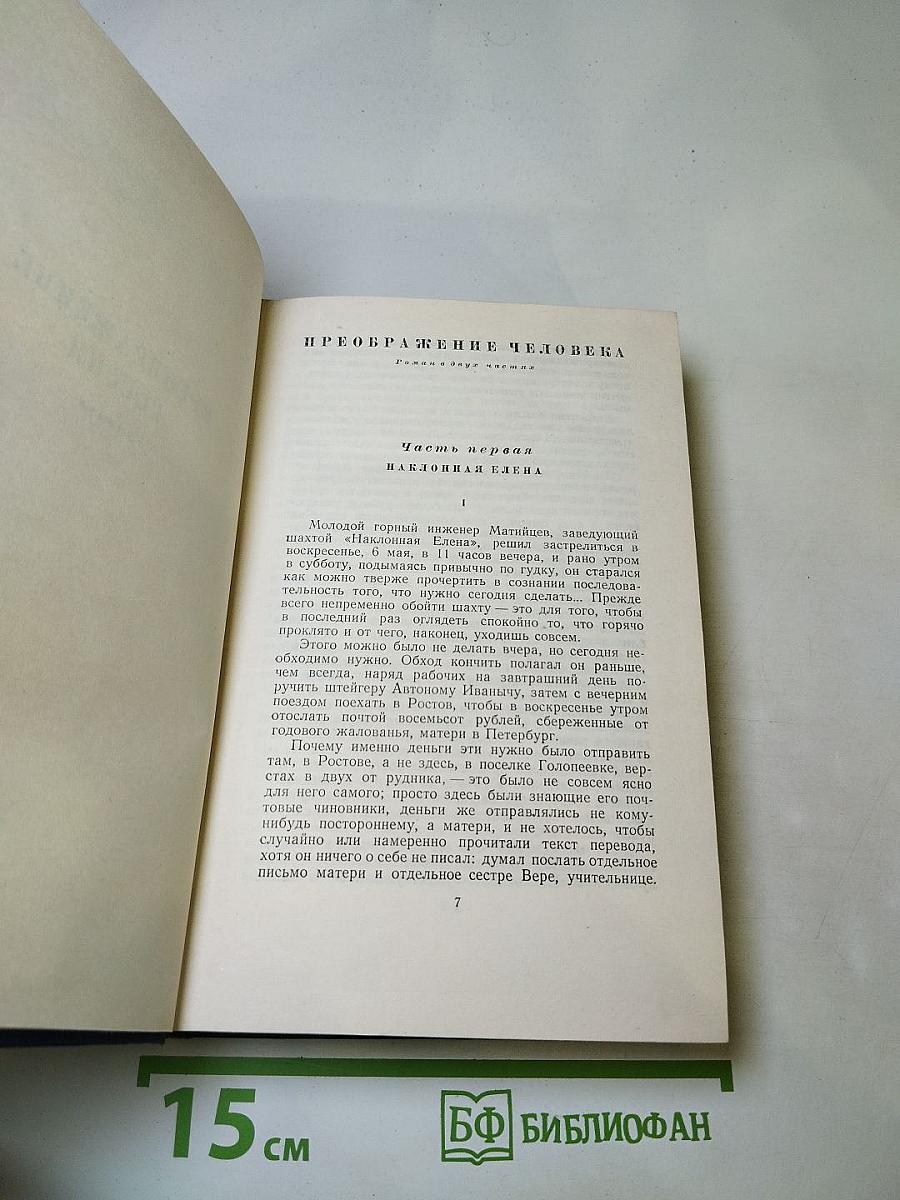 ПРЕОБРАЖЕНИЕ ЧЕЛОВЕКА
Роман в двух частях
Часть первая
НАКЛОННАЯ ЕЛЕНА
I
Молодой горный инженер Матийцев, заведующий
шахтой «Наклонная Елена», решил застрелиться в
воскресенье, 6 мая, в 11 часов вечера, и рано утром
в субботу, подымаясь привычно по гудку, он старался
как можно тверже прочертить в сознании последова-
тельность того, что нужно сегодня сделать... Прежде
всего непременно обойти шахту — это для того, чтобы
в последний раз оглядеть спокойно то, что горячо
проклято и от чего, наконец, уходишь совсем.
Этого можно было не делать вчера, но сегодня не-
обходимо нужно. Обход кончить полагал он раньше,
чем всегда, наряд рабочих на завтрашний день по-
ручить штейгеру Автоному Иванычу, затем с вечерним
поездом поехать в Ростов, чтобы в воскресенье утром
отослать почтой восемьсот рублей, сбереженные от
годового жалованья, матери в Петербург.
Почему именно деньги эти нужно было отправить
там, в Ростове, а не здесь, в поселке Голопеевке, вер-
стах в двух от рудника, — это было не совсем ясно
для него самого; просто здесь были знающие его поч-
товые чиновники, деньги же отправлялись не кому-
нибудь постороннему, а матери, и не хотелось, чтобы
случайно или намеренно прочитали текст перевода,
хотя он ничего о себе не писал: думал послать отдельное
письмо матери и отдельное сестре Вере, учительнице.
7
15 см
БФ БИБЛИОФАН